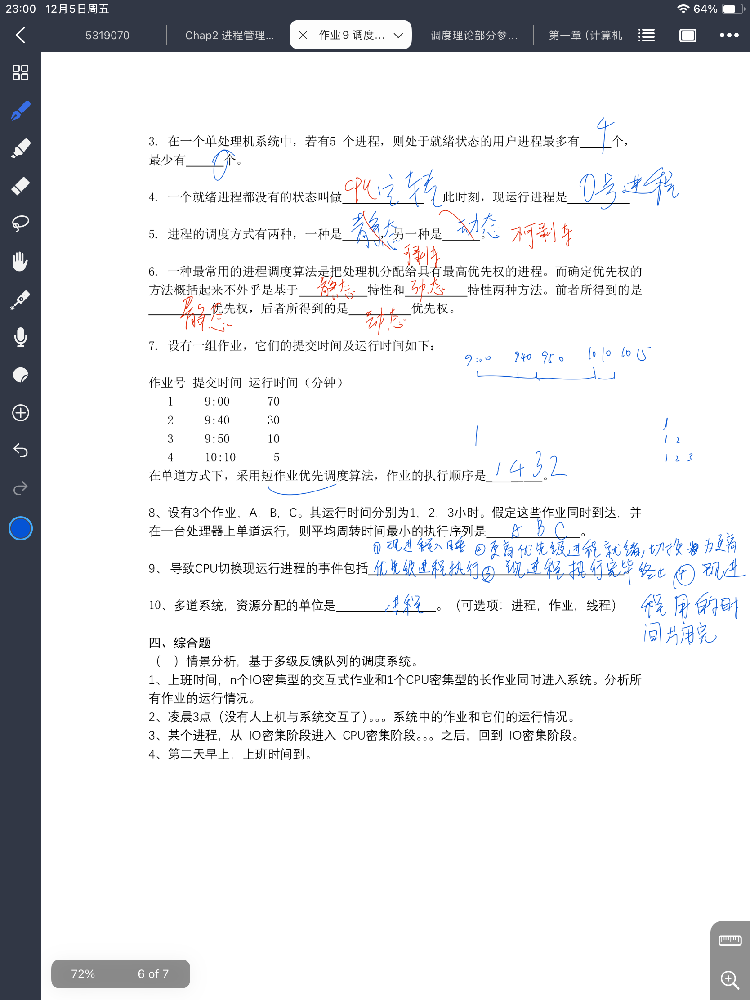 23:00 12月5日周五 64%
5319070 Chap2 进程管理... 作业9 调度... 调度理论部分参... 第一章 (计算机
3. 在一个单处理机系统中，若有5 个进程，则处于就绪状态的用户进程最多有 4 个，
最少有 0 个。
4. 一个就绪进程都没有的状态叫做 CPU空转 。此时刻，现运行进程是 0号进程
5. 进程的调度方式有两种，一种是 静态，另一种是 动态。
可剥 不可剥
6. 一种最常用的进程调度算法是把处理机分配给具有最高优先权的进程。而确定优先权的
方法概括起来不外乎是基于 静态 特性和 动态 特性两种方法。前者所得到的是
静态 优先权，后者所得到的是 动态 优先权。
7. 设有一组作业，它们的提交时间及运行时间如下：
9:00 940 950 1010 1015
作业号 提交时间 运行时间（分钟）
1 9:00 70
2 9:40 30
1
3 9:50 10
1
1 2
4 10:10 5
1 2 3
在单道方式下，采用短作业优先调度算法，作业的执行顺序是 1 4 3 2 。
8、设有3个作业，A，B，C。其运行时间分别为1，2，3小时。假定这些作业同时到达，并
在一台处理器上单道运行，则平均周转时间最小的执行序列是 A B C 。
①现进程入睡 ②更高优先级进程就绪，切换为更高
9、导致CPU切换现运行进程的事件包括 优先级进程执行③ 现进程执行完毕终止 ④ 现进
10、多道系统，资源分配的单位是 进程 。（可选项：进程，作业，线程） 程用的时
间片用完
四、综合题
（一）情景分析，基于多级反馈队列的调度系统。
1、上班时间，n个IO密集型的交互式作业和1个CPU密集型的长作业同时进入系统。分析所
有作业的运行情况。
2、凌晨3点（没有人上机与系统交互了）。。。系统中的作业和它们的运行情况。
3、某个进程，从 IO密集阶段进入 CPU密集阶段。。。之后，回到 IO密集阶段。
4、第二天早上，上班时间到。
72% 6 of 7